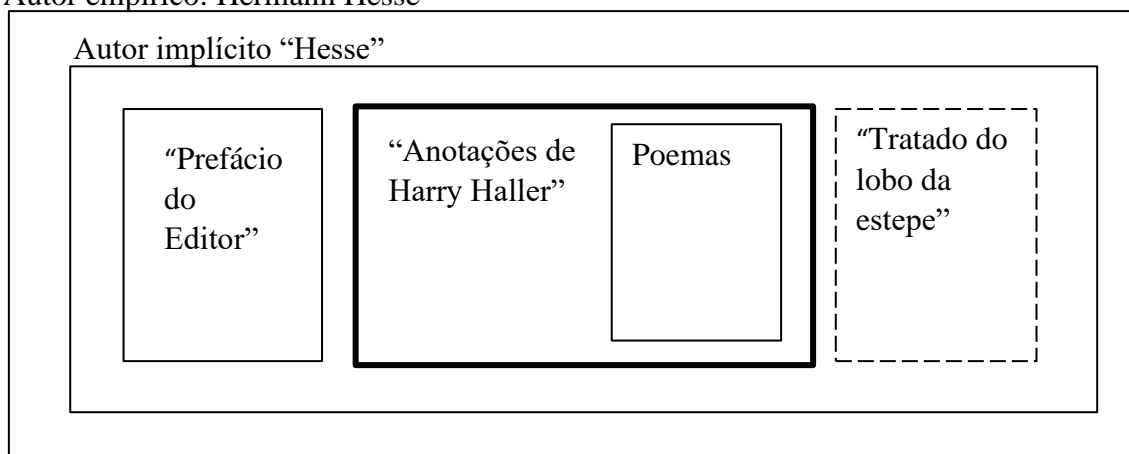 Autor empírico: Hermann Hesse
Autor implícito “Hesse”
“Prefácio
do
Editor”
“Anotações de
Harry Haller”
Poemas
“Tratado do
lobo da
estepe”